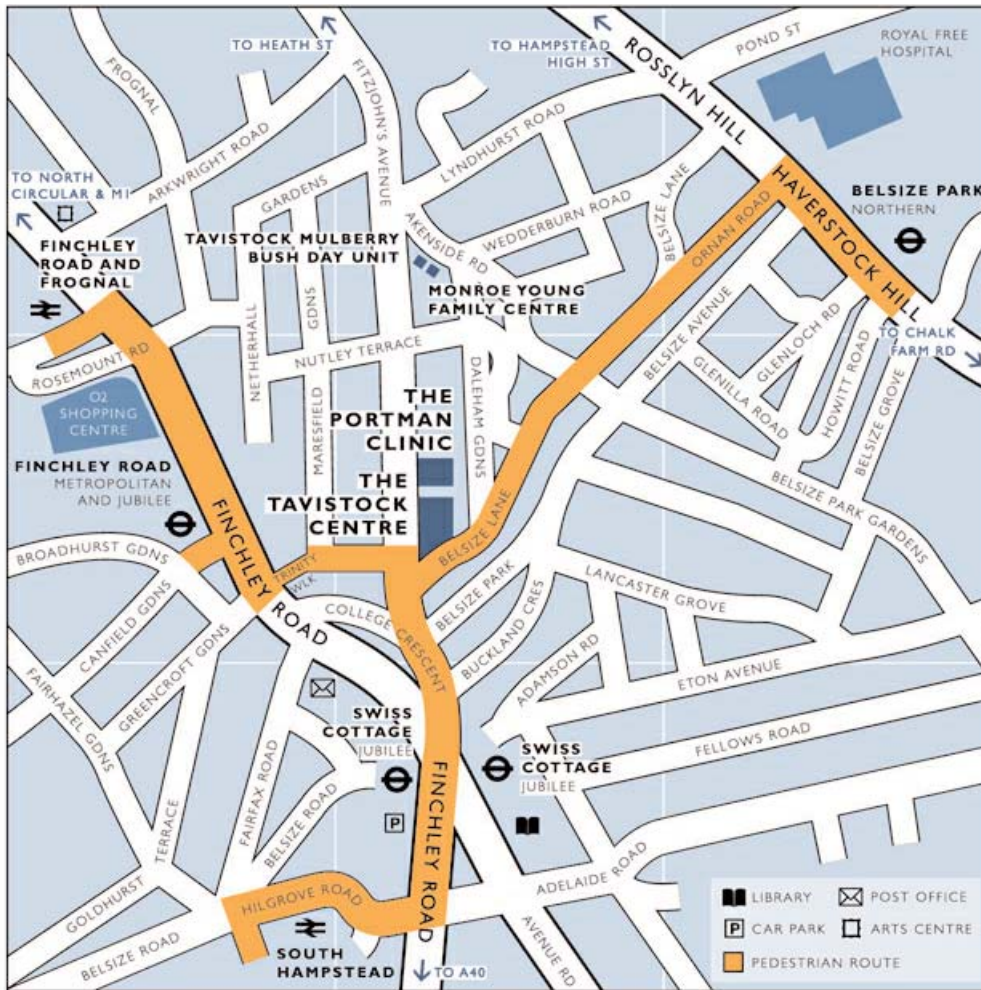 TO HEATH ST
TO HAMPSTEAD
HIGH ST
ROSSLYN HILL
POND ST
ROYAL FREE
HOSPITAL
FROGNAL
FITZJOHN'S AVENUE
ARKWRIGHT ROAD
LYNDHURST ROAD
TO NORTH
CIRCULAR & M1
GARDENS
BELSIZE LANE
WEDDERBURN ROAD
HAVERSTOCK HILL
BELSIZE PARK
NORTHERN
ORNAN ROAD
AKENSIDE RD
FINCHLEY
ROAD AND
FROGNAL
TAVISTOCK MULBERRY
BUSH DAY UNIT
MONROE YOUNG
FAMILY CENTRE
TO CHALK
FARM RD
ROSEMOUNT RD
NETHERHALL
GDNS
NUTLEY TERRACE
BELSIZE AVENUE
GLENLOCH RD
GLENILLA ROAD
HOWITT ROAD
BELSIZE GROVE
O2
SHOPPING
CENTRE
MARESFIELD
DALEHAM GDNS
THE
PORTMAN
CLINIC
FINCHLEY ROAD
METROPOLITAN
AND JUBILEE
THE
TAVISTOCK
CENTRE
BELSIZE LANE
BELSIZE PARK GARDENS
FINCHLEY
ROAD
BROADHURST GDNS
TRINITY
WLK
COLLEGE
CRESCENT
BELSIZE PARK
LANCASTER GROVE
BUCKLAND CRES
CANFIELD GDNS
GREENCROFT GDNS
FAIRHAZEL GDNS
ADAMSON RD
ETON AVENUE
SWISS
COTTAGE
JUBILEE
SWISS
COTTAGE
JUBILEE
FELLOWS ROAD
FINCHLEY ROAD
FAIRFAX ROAD
BELSIZE ROAD
P
GOLDHURST
TERRACE
ADELAIDE ROAD
HILGROVE ROAD
BELSIZE ROAD
SOUTH
HAMPSTEAD
TO A40
AVENUE RD
LIBRARY
POST OFFICE
P
CAR PARK
ARTS CENTRE
PEDESTRIAN ROUTE